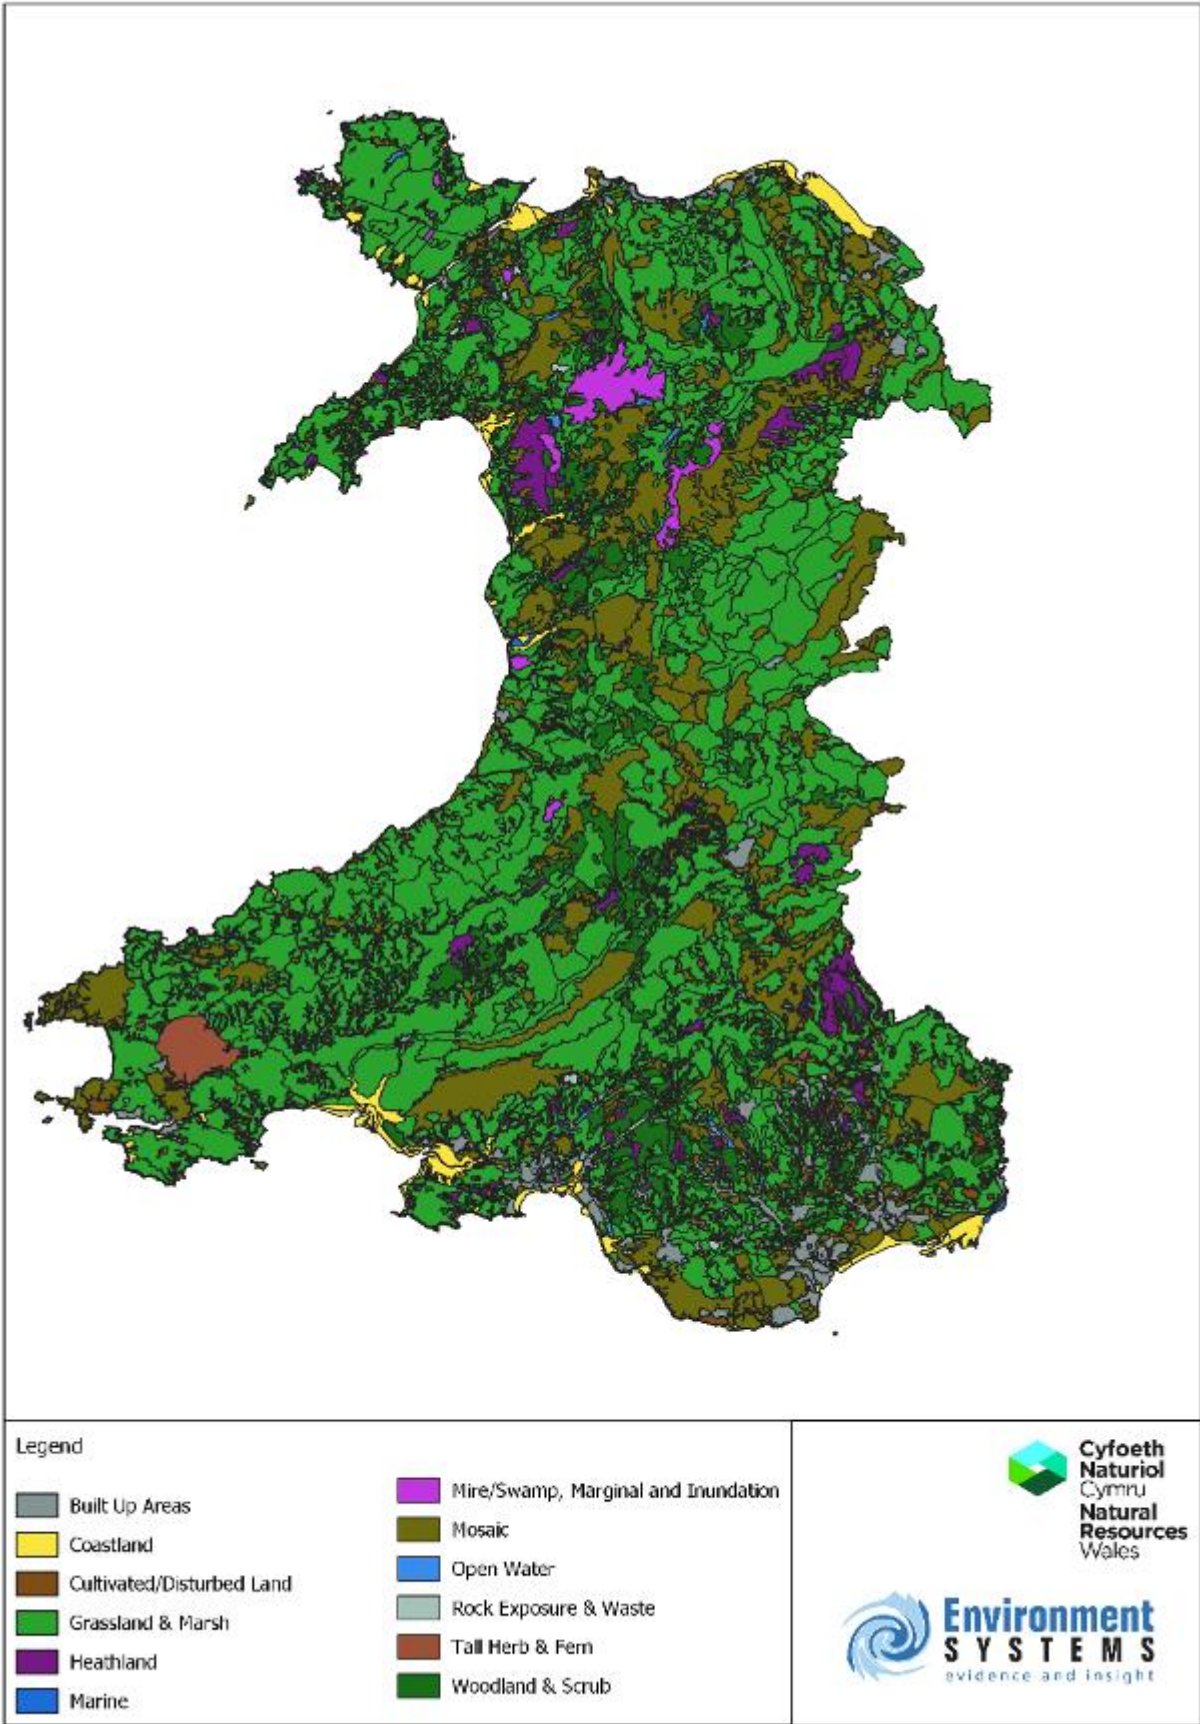 Legend
Built Up Areas
Coastland
Cultivated/Disturbed Land
Grassland & Marsh
Heathland
Marine
Mire/Swamp, Marginal and Inundation
Mosaic
Open Water
Rock Exposure & Waste
Tall Herb & Fern
Woodland & Scrub
Cyfoeth
Naturiol
Cymru
Natural
Resources
Wales
Environment
SYSTEMS
evidence and insight